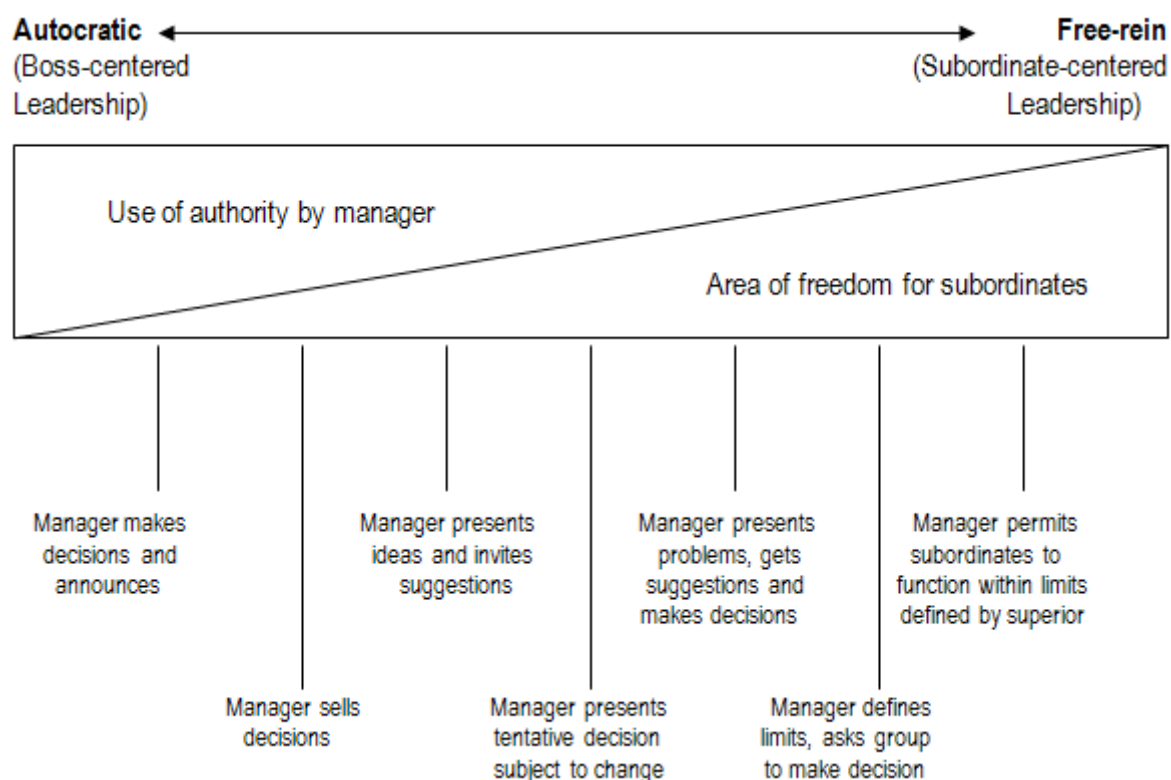 Autocratic
(Boss-centered
Leadership)
Free-rein
(Subordinate-centered
Leadership)
Use of authority by manager
Area of freedom for subordinates
Manager makes
decisions and
announces
Manager sells
decisions
Manager presents
ideas and invites
suggestions
Manager presents
tentative decision
subject to change
Manager presents
problems, gets
suggestions and
makes decisions
Manager defines
limits, asks group
to make decision
Manager permits
subordinates to
function within limits
defined by superior